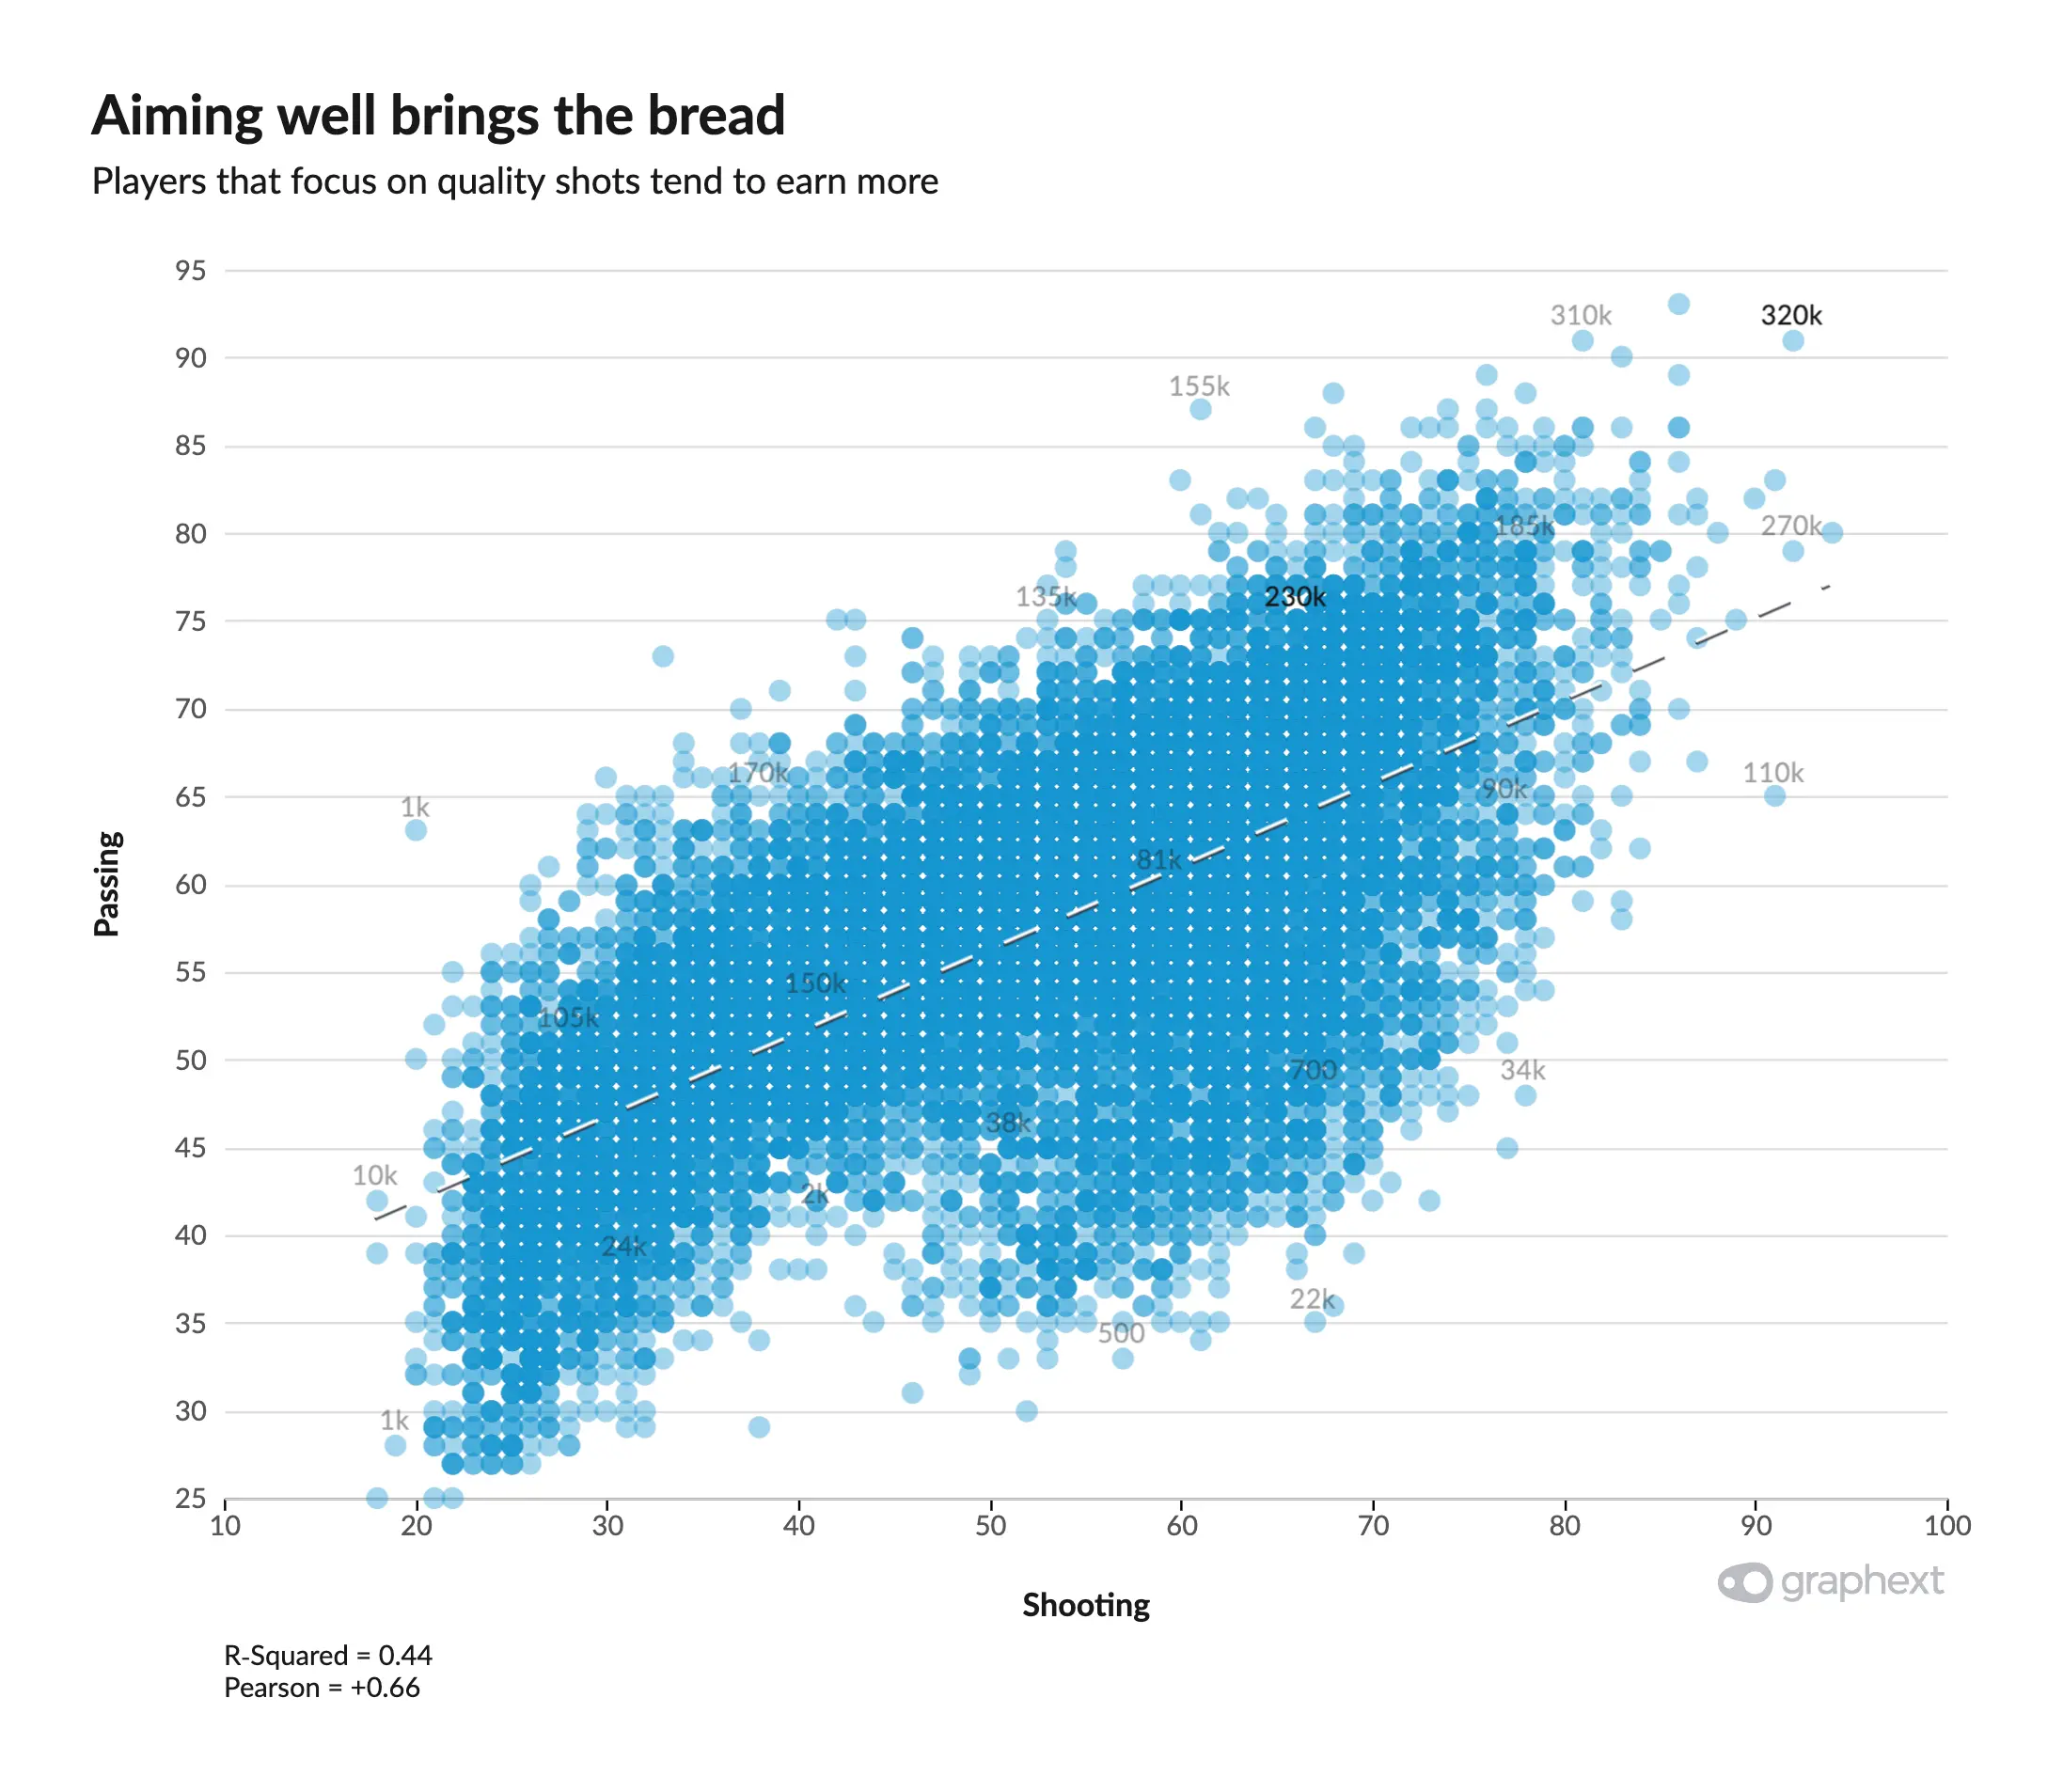 Aiming well brings the bread
Players that focus on quality shots tend to earn more
95
310k
320k
90
155k
85
185k
270k
80
135k
230k
75
70
170k
90k
110k
65
1k
81k
60
Passing
55
150k
105k
50
700
34k
38k
45
10k
2k
40
24k
22k
35
500
30
1k
25
10 20 30 40 50 60 70 80 90 100
graphext
Shooting
R-Squared = 0.44
Pearson = +0.66